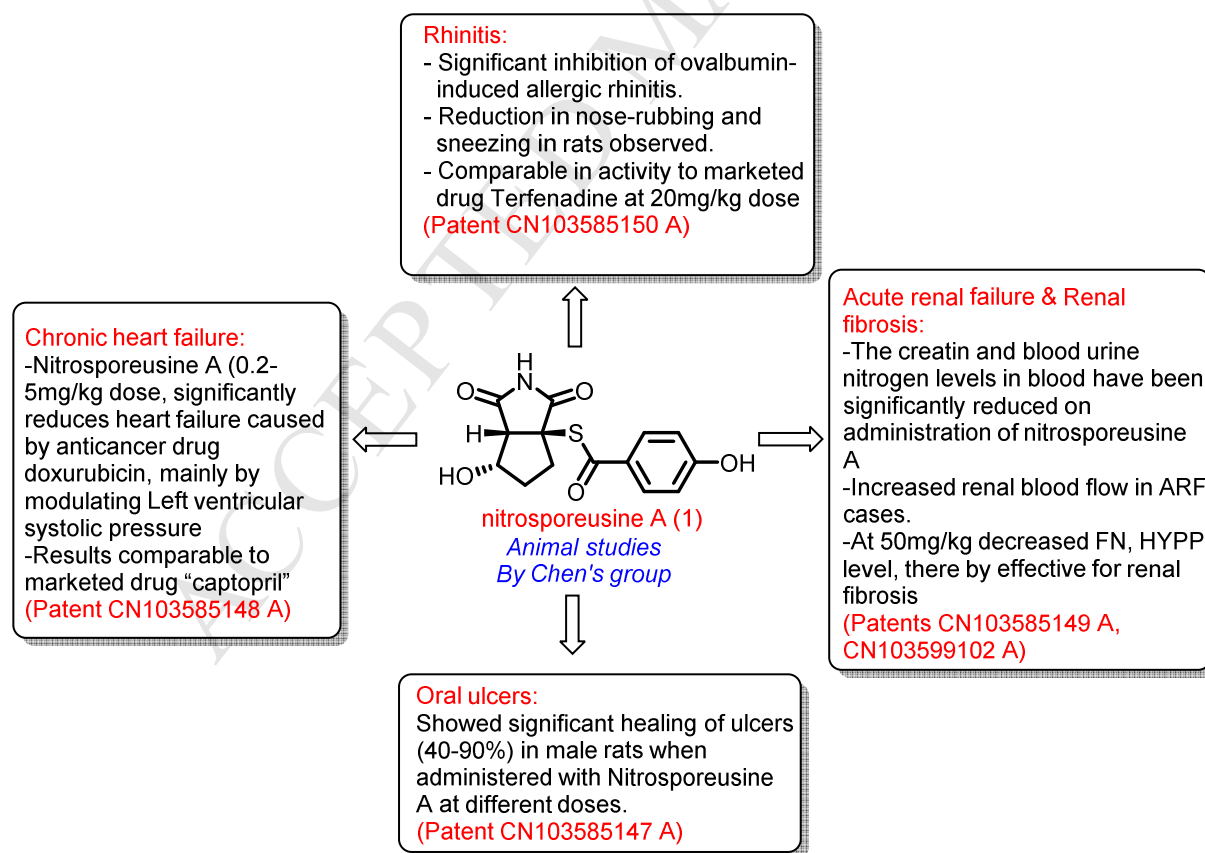 ACCEPTED MA
Rhinitis:
- Significant inhibition of ovalbumin-
induced allergic rhinitis.
- Reduction in nose-rubbing and
sneezing in rats observed.
- Comparable in activity to marketed
drug Terfenadine at 20mg/kg dose
(Patent CN103585150 A)
Chronic heart failure:
-Nitrosporeusine A (0.2-
5mg/kg dose, significantly
reduces heart failure caused
by anticancer drug
doxurubicin, mainly by
modulating Left ventricular
systolic pressure
-Results comparable to
marketed drug "captopril"
(Patent CN103585148 A)
H
N
O
O
H
S
HO
O
OH
nitrosporeusine A (1)
Animal studies
By Chen's group
Acute renal failure & Renal
fibrosis:
-The creatin and blood urine
nitrogen levels in blood have been
significantly reduced on
administration of nitrosporeusine
A
-Increased renal blood flow in ARF
cases.
-At 50mg/kg decreased FN, HYPP
level, there by effective for renal
fibrosis
(Patents CN103585149 A,
CN103599102 A)
Oral ulcers:
Showed significant healing of ulcers
(40-90%) in male rats when
administered with Nitrosporeusine
A at different doses.
(Patent CN103585147 A)